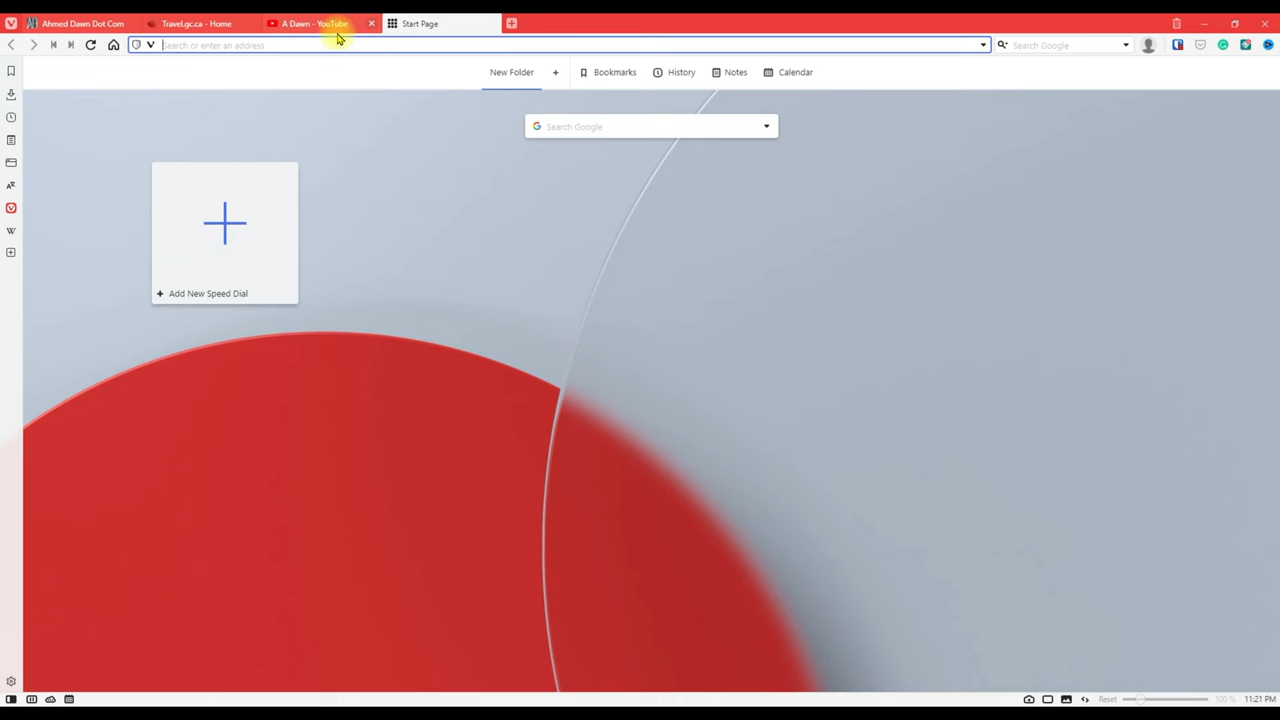 Ahmed Dawn Dot Com
Travel.gc.ca - Home
A Dawn - YouTube
Start Page
Search or enter an address
Search Google
New Folder
Bookmarks
History
Notes
Calendar
Search Google
Add New Speed Dial
Reset
100 %
11:21 PM